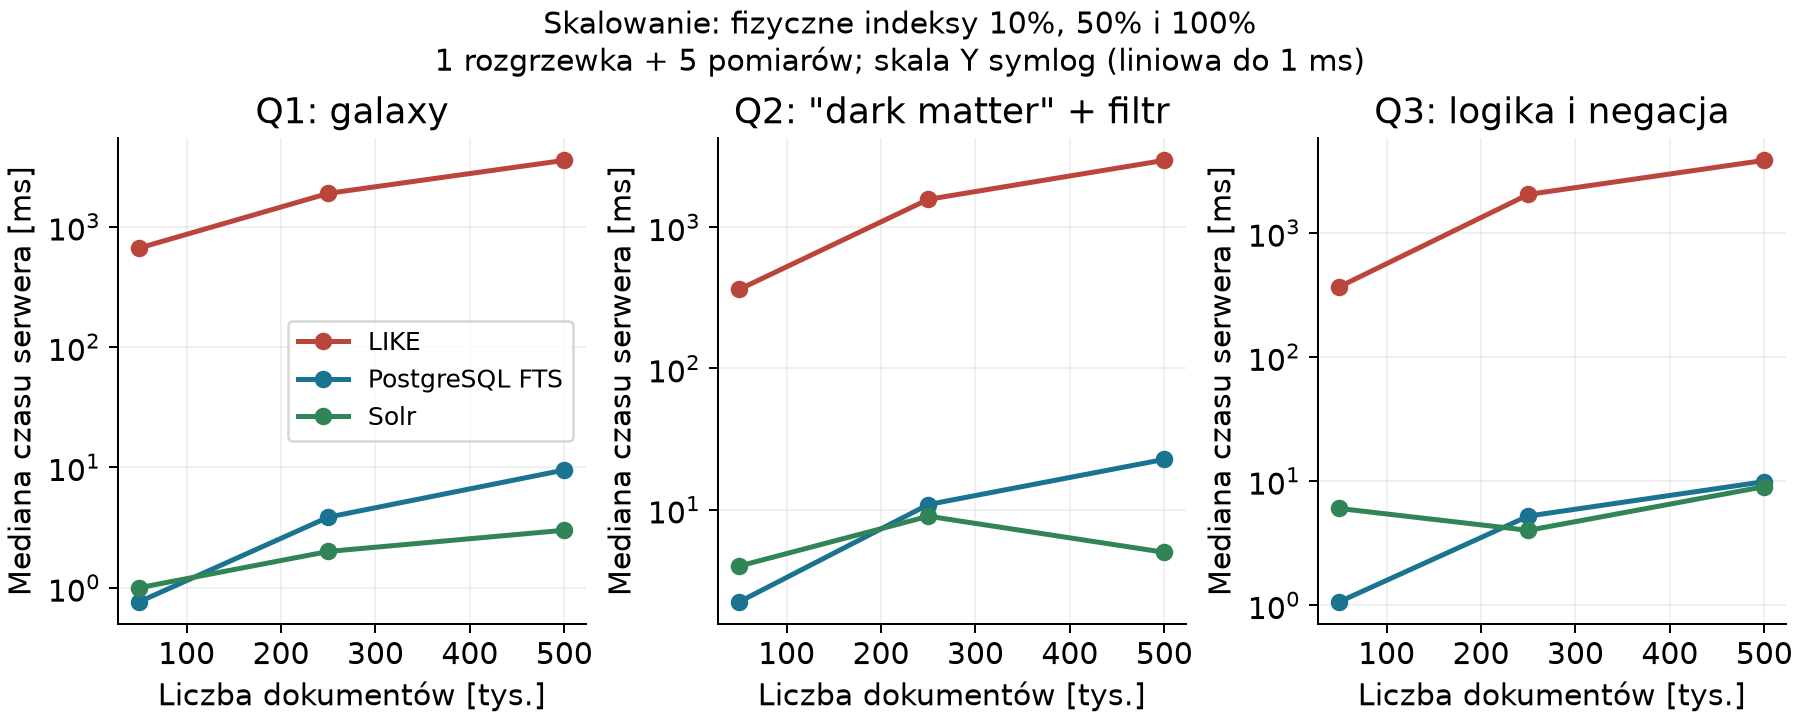 Skalowanie: fizyczne indeksy 10%, 50% i 100%
1 rozgrzewka + 5 pomiarów; skala Y symlog (liniowa do 1 ms)
Q1: galaxy
Mediana czasu serwera [ms]
10³
10²
10¹
10⁰
LIKE
PostgreSQL FTS
Solr
100 200 300 400 500
Liczba dokumentów [tys.]
Q2: "dark matter" + filtr
Mediana czasu serwera [ms]
10³
10²
10¹
100 200 300 400 500
Liczba dokumentów [tys.]
Q3: logika i negacja
Mediana czasu serwera [ms]
10³
10²
10¹
10⁰
100 200 300 400 500
Liczba dokumentów [tys.]